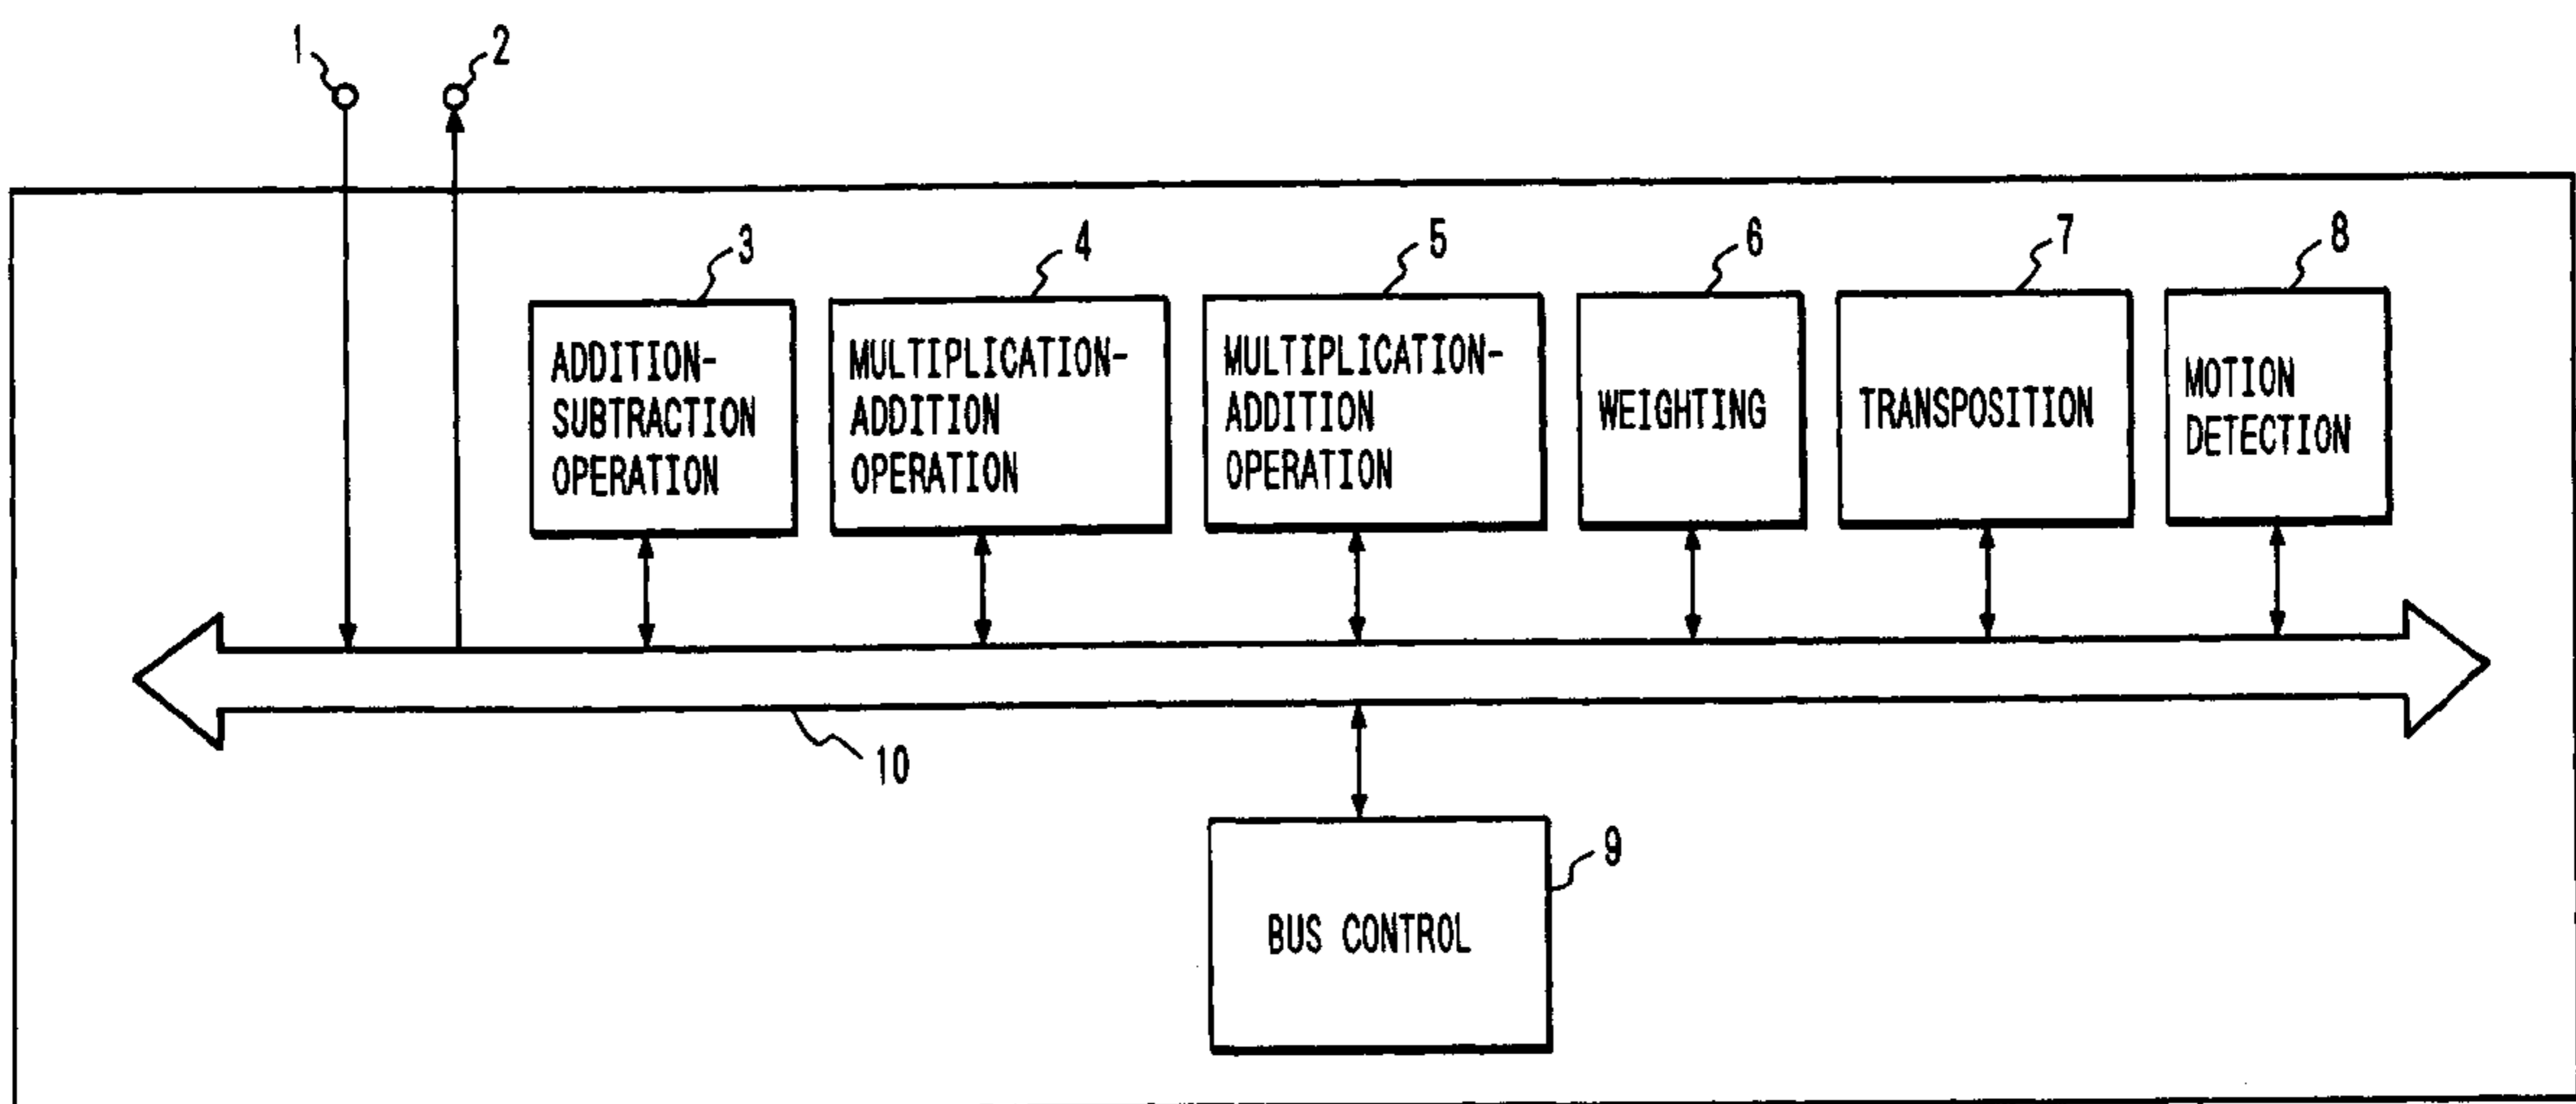 1
2
3
4
5
6
7
8
ADDITION-
SUBTRACTION
OPERATION
MULTIPLICATION-
ADDITION
OPERATION
MULTIPLICATION-
ADDITION
OPERATION
WEIGHTING
TRANSPOSITION
MOTION
DETECTION
10
9
BUS CONTROL